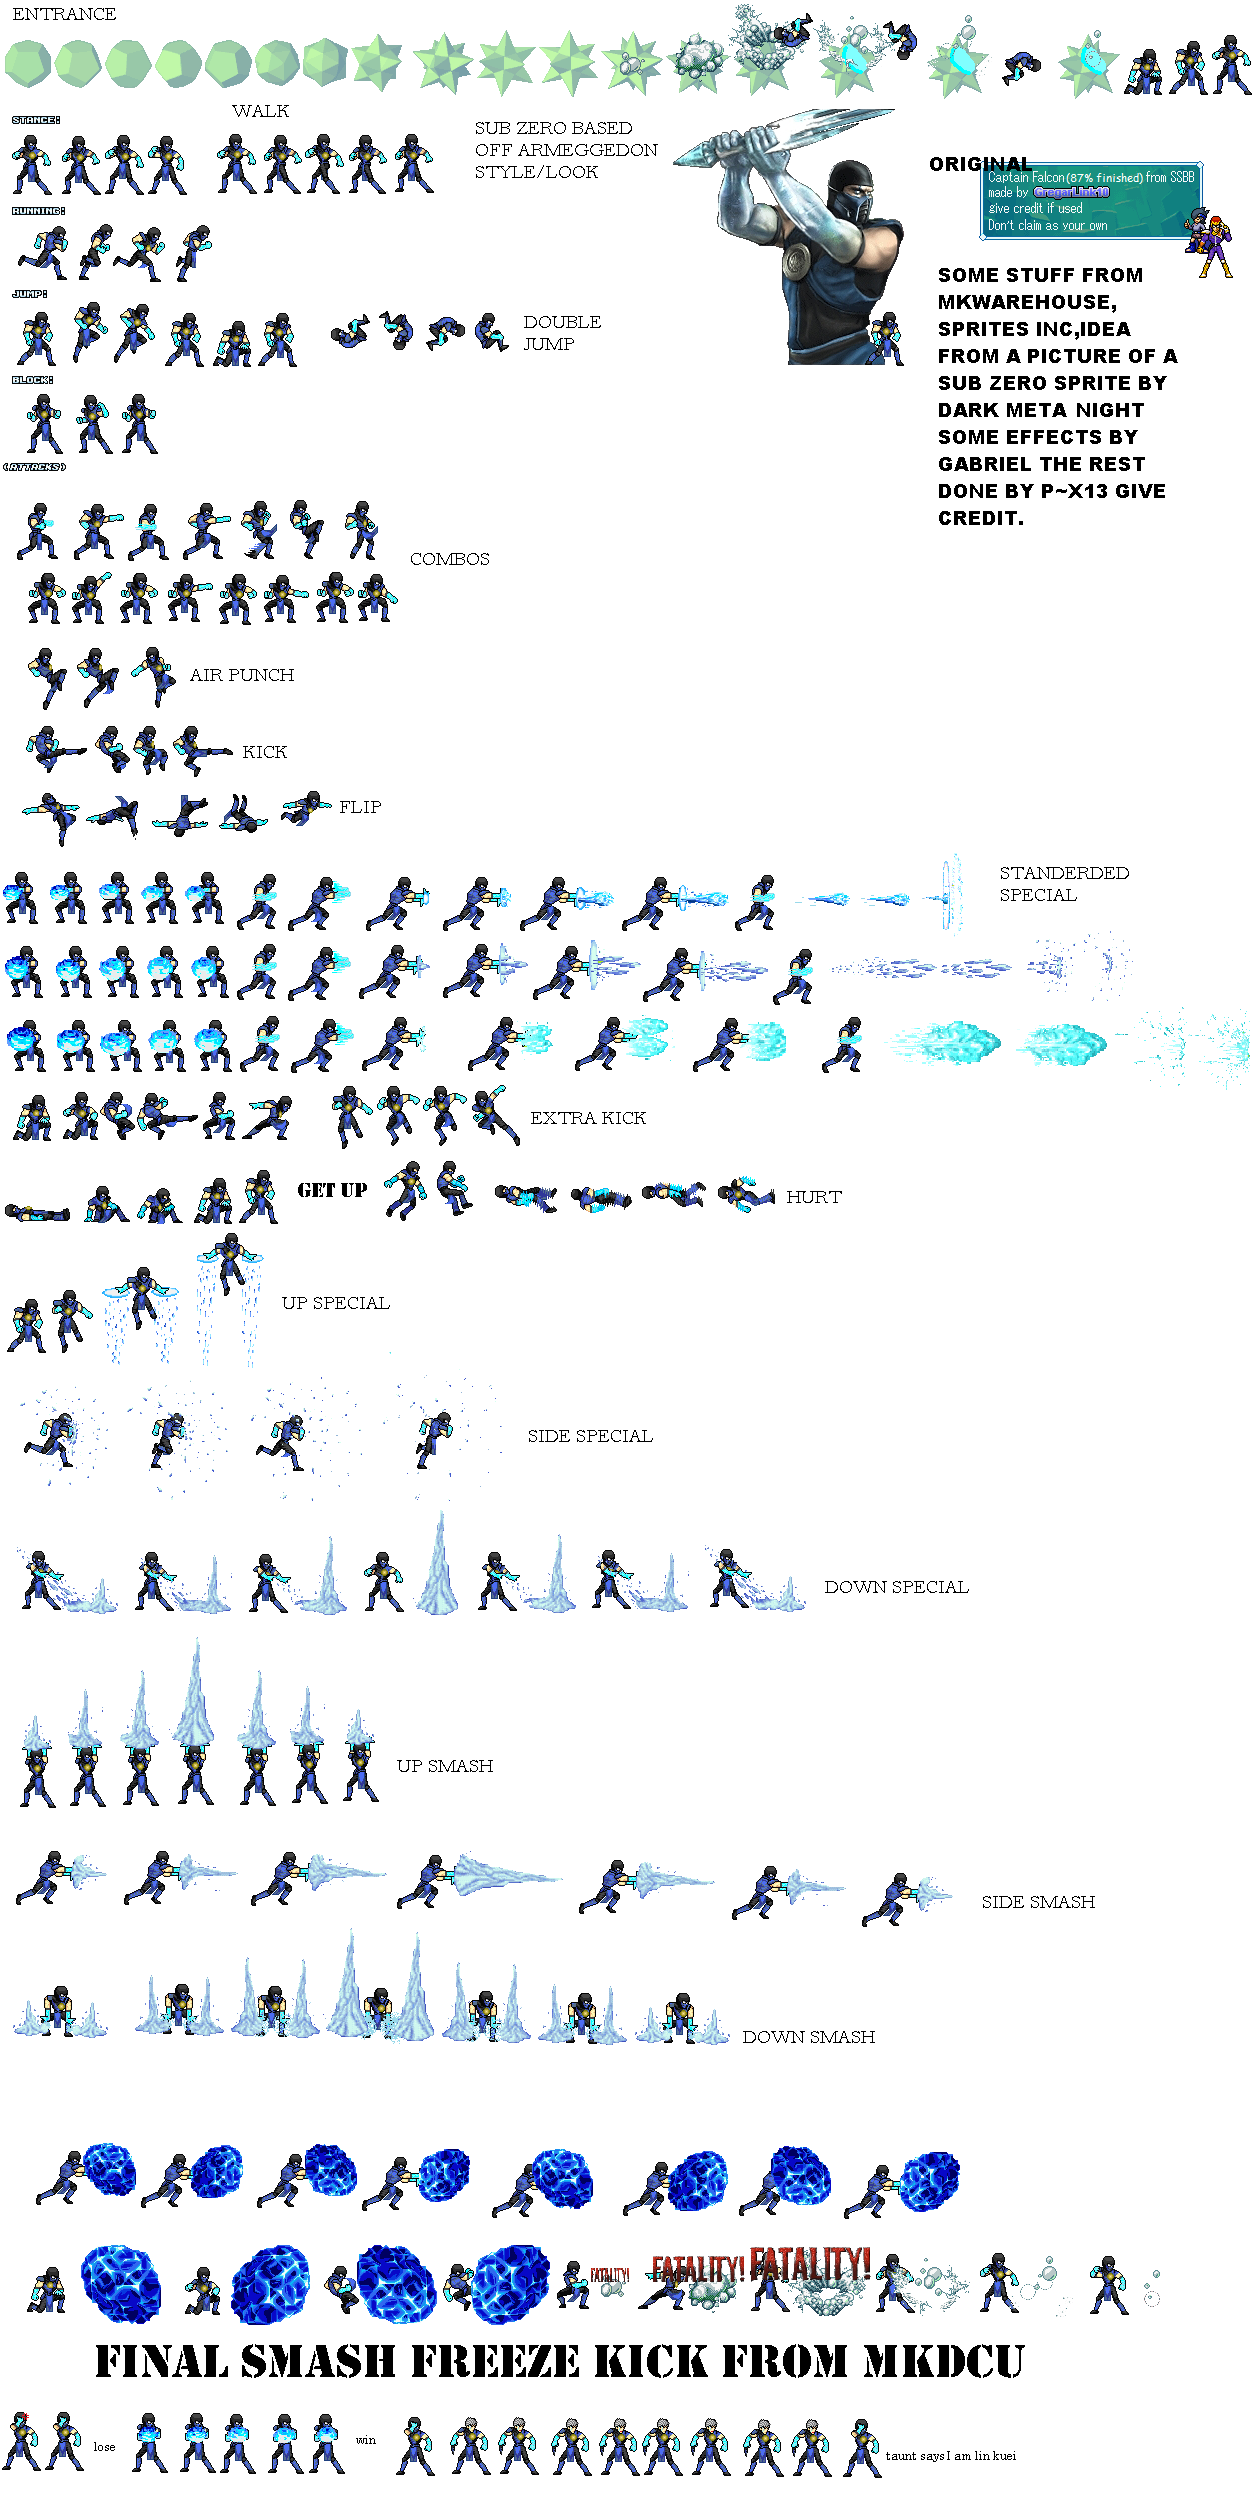 ENTRANCE
STANCE:
WALK
SUB ZERO BASED
OFF ARMEGGEDON
STYLE/LOOK
ORIGINAL
Captain Falcon (87% finished) from SSBB
made by GregarLink10
give credit if used
Don't claim as your own
RUNNING:
SOME STUFF FROM
MKWAREHOUSE,
SPRITES INC,IDEA
FROM A PICTURE OF A
SUB ZERO SPRITE BY
DARK META NIGHT
SOME EFFECTS BY
GABRIEL THE REST
DONE BY P~X13 GIVE
CREDIT.
JUMP:
DOUBLE
JUMP
BLOCK:
(ATTACKS)
COMBOS
AIR PUNCH
KICK
FLIP
STANDERDED
SPECIAL
EXTRA KICK
GET UP
HURT
UP SPECIAL
SIDE SPECIAL
DOWN SPECIAL
UP SMASH
SIDE SMASH
DOWN SMASH
FATALITY!
FATALITY!
FATALITY!
FINAL SMASH FREEZE KICK FROM MKDCU
lose
win
taunt says I am lin kuei